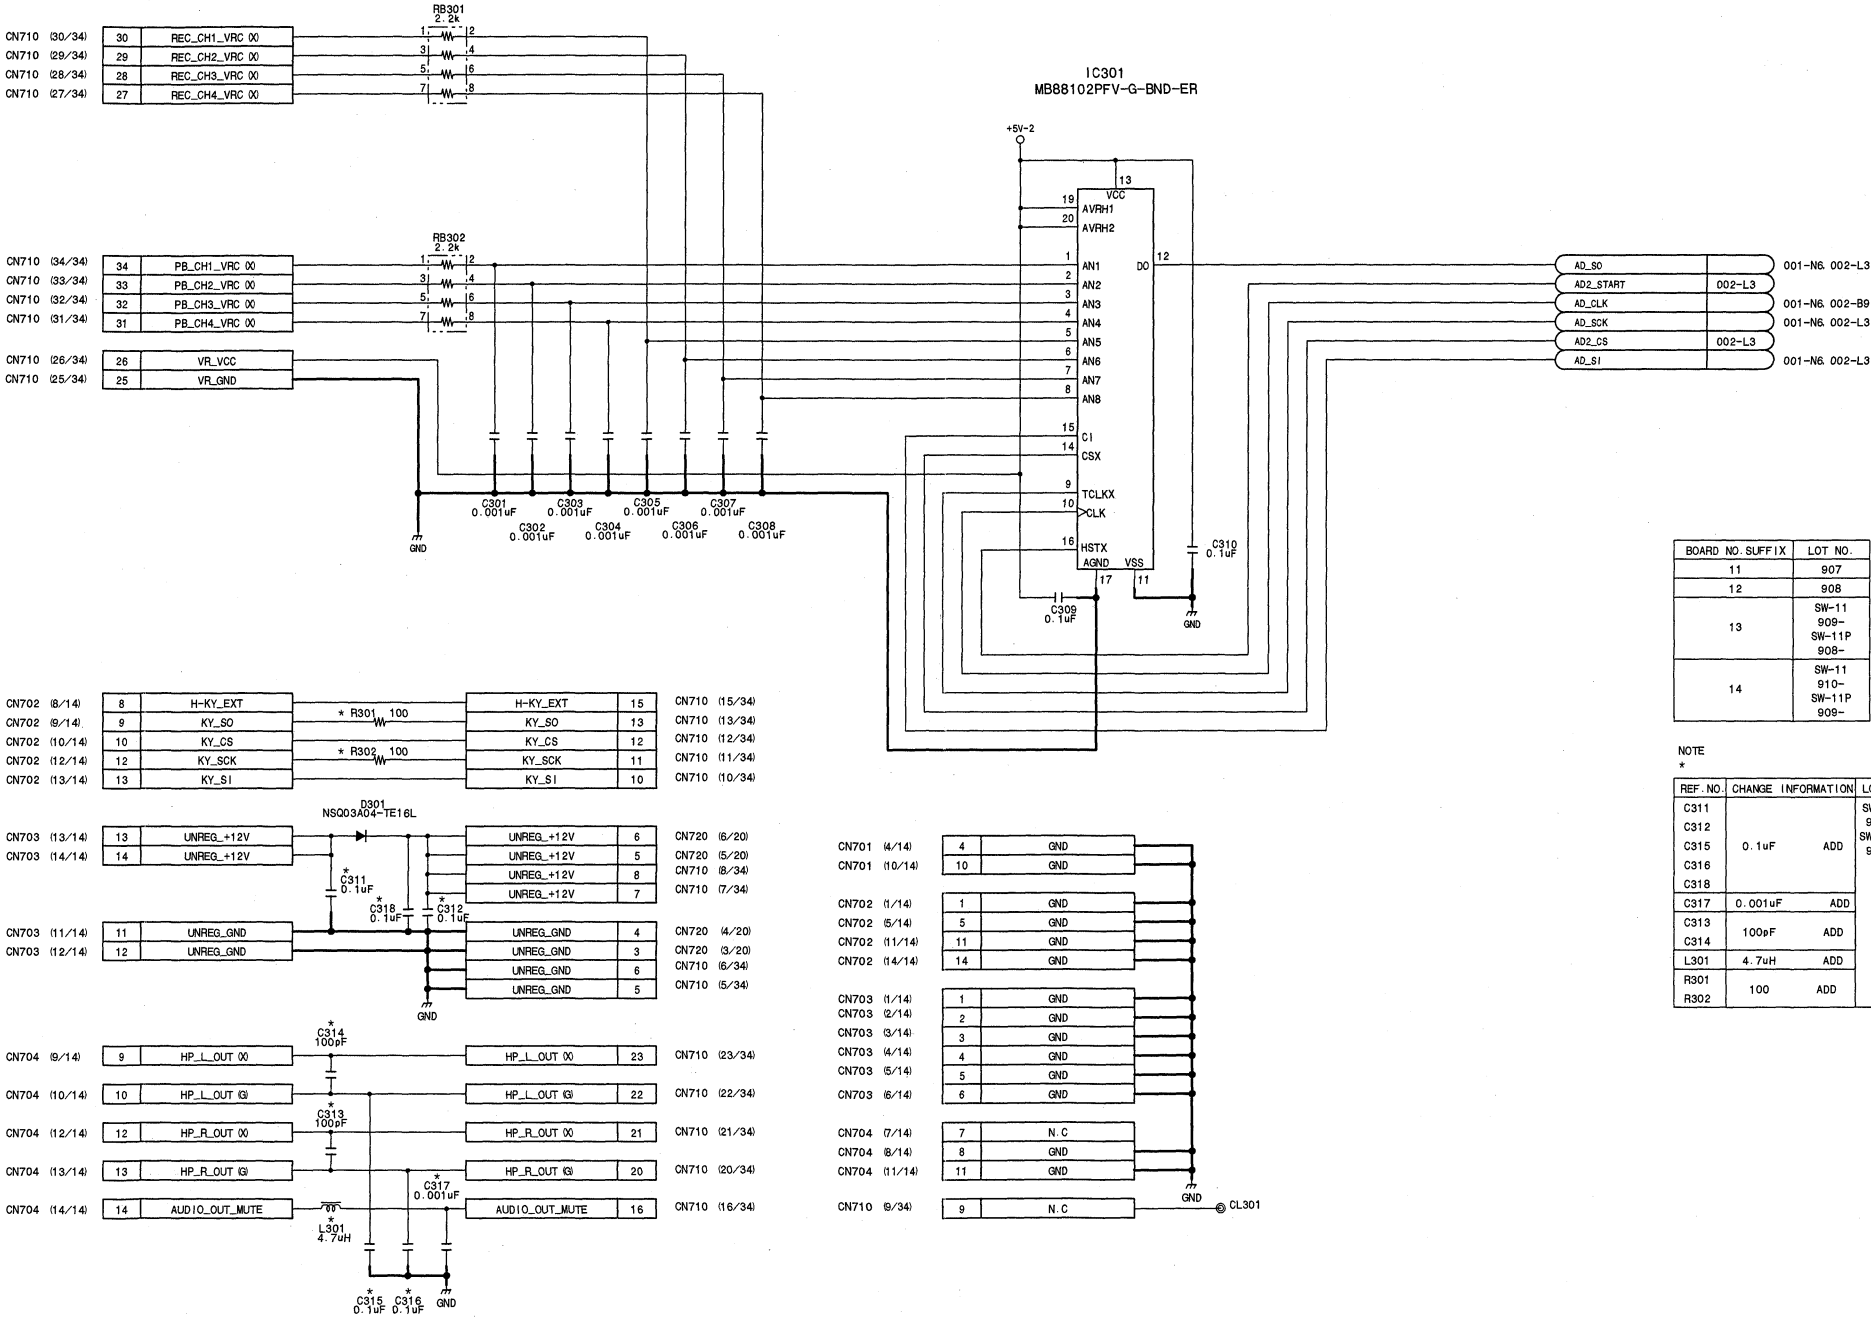 RB301
2.2k
CN710 (30/34) 30 REC_CH1_VRC (X) 1 2
CN710 (29/34) 29 REC_CH2_VRC (X) 3 4
CN710 (28/34) 28 REC_CH3_VRC (X) 5 6
CN710 (27/34) 27 REC_CH4_VRC (X) 7 8
IC301
MB88102PFV-G-BND-ER
+5V-2
13
VCC
19 AVRH1
20 AVRH2
RB302
2.2k
CN710 (34/34) 34 PB_CH1_VRC (X) 1 2
CN710 (33/34) 33 PB_CH2_VRC (X) 3 4
CN710 (32/34) 32 PB_CH3_VRC (X) 5 6
CN710 (31/34) 31 PB_CH4_VRC (X) 7 8
CN710 (26/34) 26 VR_VCC
CN710 (25/34) 25 VR_GND
1 AN1
2 AN2
3 AN3
4 AN4
5 AN5
6 AN6
7 AN7
8 AN8
DO 12
15 CI
14 CSX
9 TCLKX
10 CLK
16 HSTX
AGND VSS
17 11
AD_SO 001-N6, 002-L3
AD2_START 002-L3
AD_CLK 001-N6, 002-B9
AD_SCK 001-N6, 002-L3
AD2_CS 002-L3
AD_SI 001-N6, 002-L3
C301
0.001uF
C302
0.001uF
C303
0.001uF
C304
0.001uF
C305
0.001uF
C306
0.001uF
C307
0.001uF
C308
0.001uF
GND
C309
0.1uF
C310
0.1uF
GND
BOARD NO.SUFFIX LOT NO.
11 907
12 908
13 SW-11
909-
SW-11P
908-
14 SW-11
910-
SW-11P
909-
NOTE
*
REF.NO. CHANGE INFORMATION
C311
C312
C315 0.1uF ADD
C316
C318
C317 0.001uF ADD
C313
C314 100pF ADD
L301 4.7uH ADD
R301
R302 100 ADD
CN702 (8/14) 8 H-KY_EXT H-KY_EXT 15 CN710 (15/34)
CN702 (9/14) 9 KY_SO * R301 100 KY_SO 13 CN710 (13/34)
CN702 (10/14) 10 KY_CS KY_CS 12 CN710 (12/34)
CN702 (12/14) 12 KY_SCK * R302 100 KY_SCK 11 CN710 (11/34)
CN702 (13/14) 13 KY_SI KY_SI 10 CN710 (10/34)
D301
NSQ03A04-TE16L
CN703 (13/14) 13 UNREG_+12V UNREG_+12V 6 CN720 (6/20)
CN703 (14/14) 14 UNREG_+12V UNREG_+12V 5 CN720 (5/20)
UNREG_+12V 8 CN710 (8/34)
UNREG_+12V 7 CN710 (7/34)
*
C311
0.1uF
*
C318
0.1uF
*
C312
0.1uF
CN703 (11/14) 11 UNREG_GND UNREG_GND 4 CN720 (4/20)
CN703 (12/14) 12 UNREG_GND UNREG_GND 3 CN720 (3/20)
UNREG_GND 6 CN710 (6/34)
UNREG_GND 5 CN710 (5/34)
GND
*
C314
100pF
CN704 (9/14) 9 HP_L_OUT (X) HP_L_OUT (X) 23 CN710 (23/34)
CN704 (10/14) 10 HP_L_OUT (G) HP_L_OUT (G) 22 CN710 (22/34)
*
C313
100pF
CN704 (12/14) 12 HP_R_OUT (X) HP_R_OUT (X) 21 CN710 (21/34)
CN704 (13/14) 13 HP_R_OUT (G) HP_R_OUT (G) 20 CN710 (20/34)
*
C317
0.001uF
CN704 (14/14) 14 AUDIO_OUT_MUTE AUDIO_OUT_MUTE 16 CN710 (16/34)
*
L301
4.7uH
*
C315
0.1uF
*
C316
0.1uF
GND
CN701 (4/14) 4 GND
CN701 (10/14) 10 GND
CN702 (1/14) 1 GND
CN702 (5/14) 5 GND
CN702 (11/14) 11 GND
CN702 (14/14) 14 GND
CN703 (1/14) 1 GND
CN703 (2/14) 2 GND
CN703 (3/14) 3 GND
CN703 (4/14) 4 GND
CN703 (5/14) 5 GND
CN703 (6/14) 6 GND
CN704 (7/14) 7 N.C
CN704 (8/14) 8 GND
CN704 (11/14) 11 GND
GND
CN710 (9/34) 9 N.C CL301